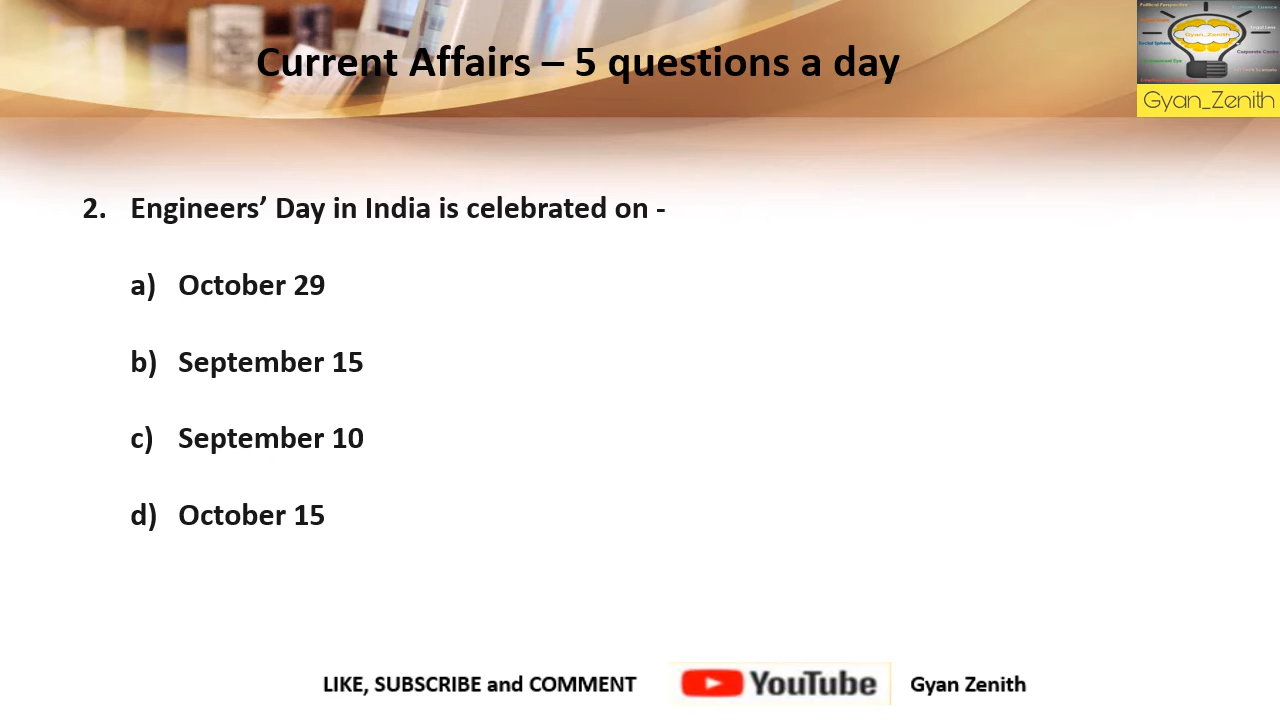 Current Affairs – 5 questions a day
Gyan_Zenith
Gyan_Zenith
2. Engineers’ Day in India is celebrated on -
a) October 29
b) September 15
c) September 10
d) October 15
LIKE, SUBSCRIBE and COMMENT YouTube Gyan Zenith